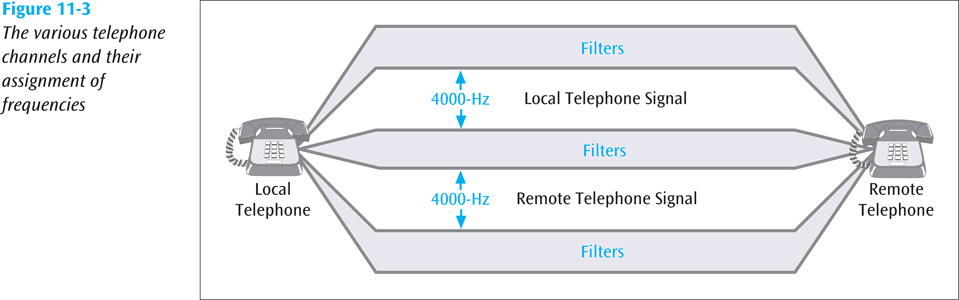 Figure 11-3
The various telephone
channels and their
assignment of
frequencies
Filters
4000-Hz Local Telephone Signal
Filters
Local
Telephone
Remote
Telephone
4000-Hz Remote Telephone Signal
Filters